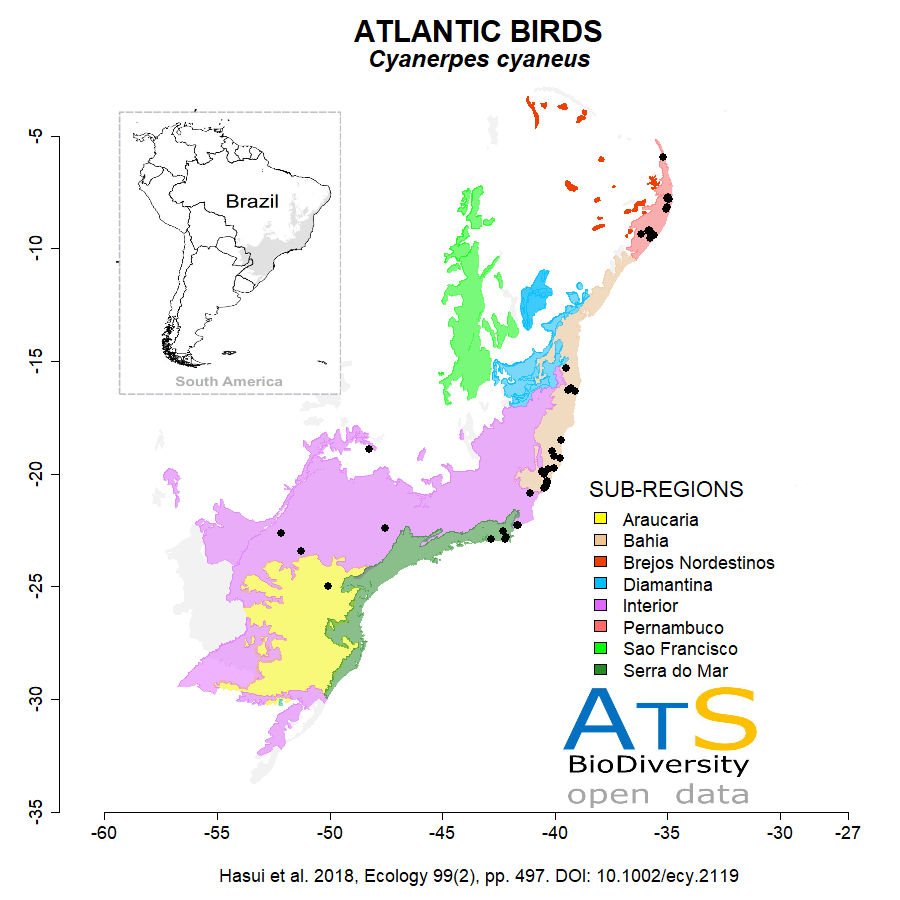 ATLANTIC BIRDS
Cyanerpes cyaneus
-5
-10
-15
-20
-25
-30
-35
Brazil
South America
SUB-REGIONS
Araucaria
Bahia
Brejos Nordestinos
Diamantina
Interior
Pernambuco
Sao Francisco
Serra do Mar
ATS
BioDiversity
open data
-60 -55 -50 -45 -40 -35 -30 -27
Hasui et al. 2018, Ecology 99(2), pp. 497. DOI: 10.1002/ecy.2119